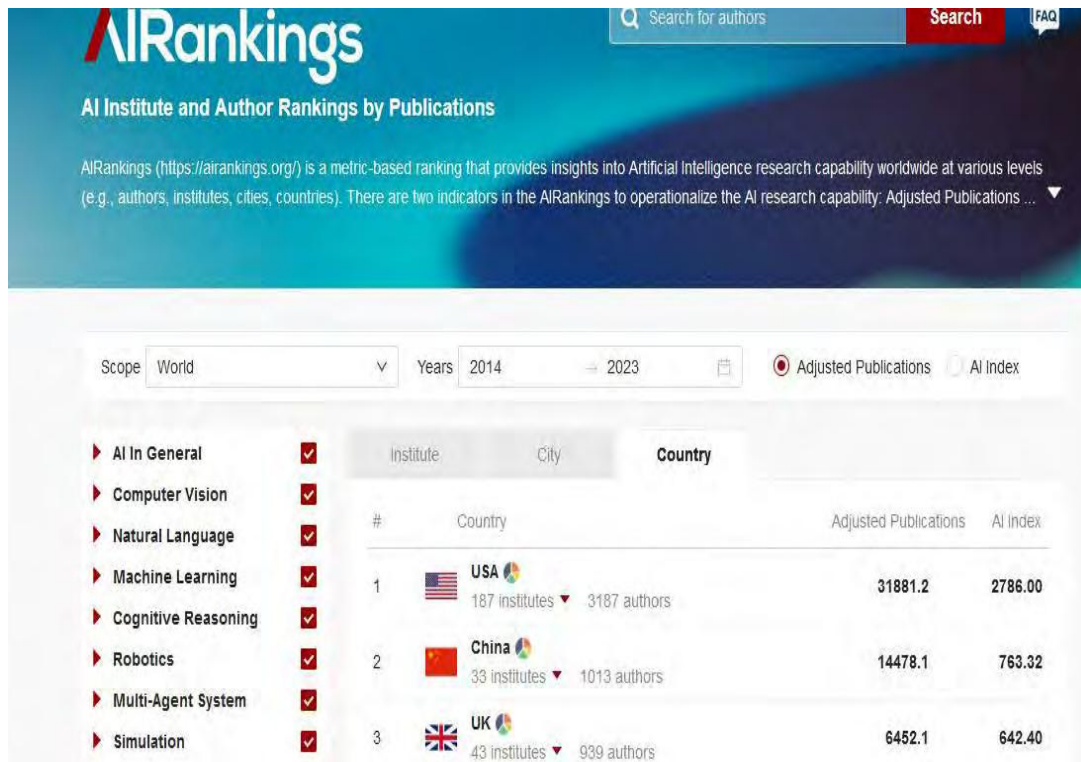 AIRankings
Search for authors
Search
FAQ
AI Institute and Author Rankings by Publications
AIRankings (https://airankings.org/) is a metric-based ranking that provides insights into Artificial Intelligence research capability worldwide at various levels
(e.g., authors, institutes, cities, countries). There are two indicators in the AIRankings to operationalize the AI research capability: Adjusted Publications ...
Scope World Years 2014 → 2023 Adjusted Publications AI Index
AI In General
Computer Vision
Natural Language
Machine Learning
Cognitive Reasoning
Robotics
Multi-Agent System
Simulation
Institute City Country
# Country Adjusted Publications AI Index
1 USA 31881.2 2786.00
187 institutes 3187 authors
2 China 14478.1 763.32
33 institutes 1013 authors
3 UK 6452.1 642.40
43 institutes 939 authors